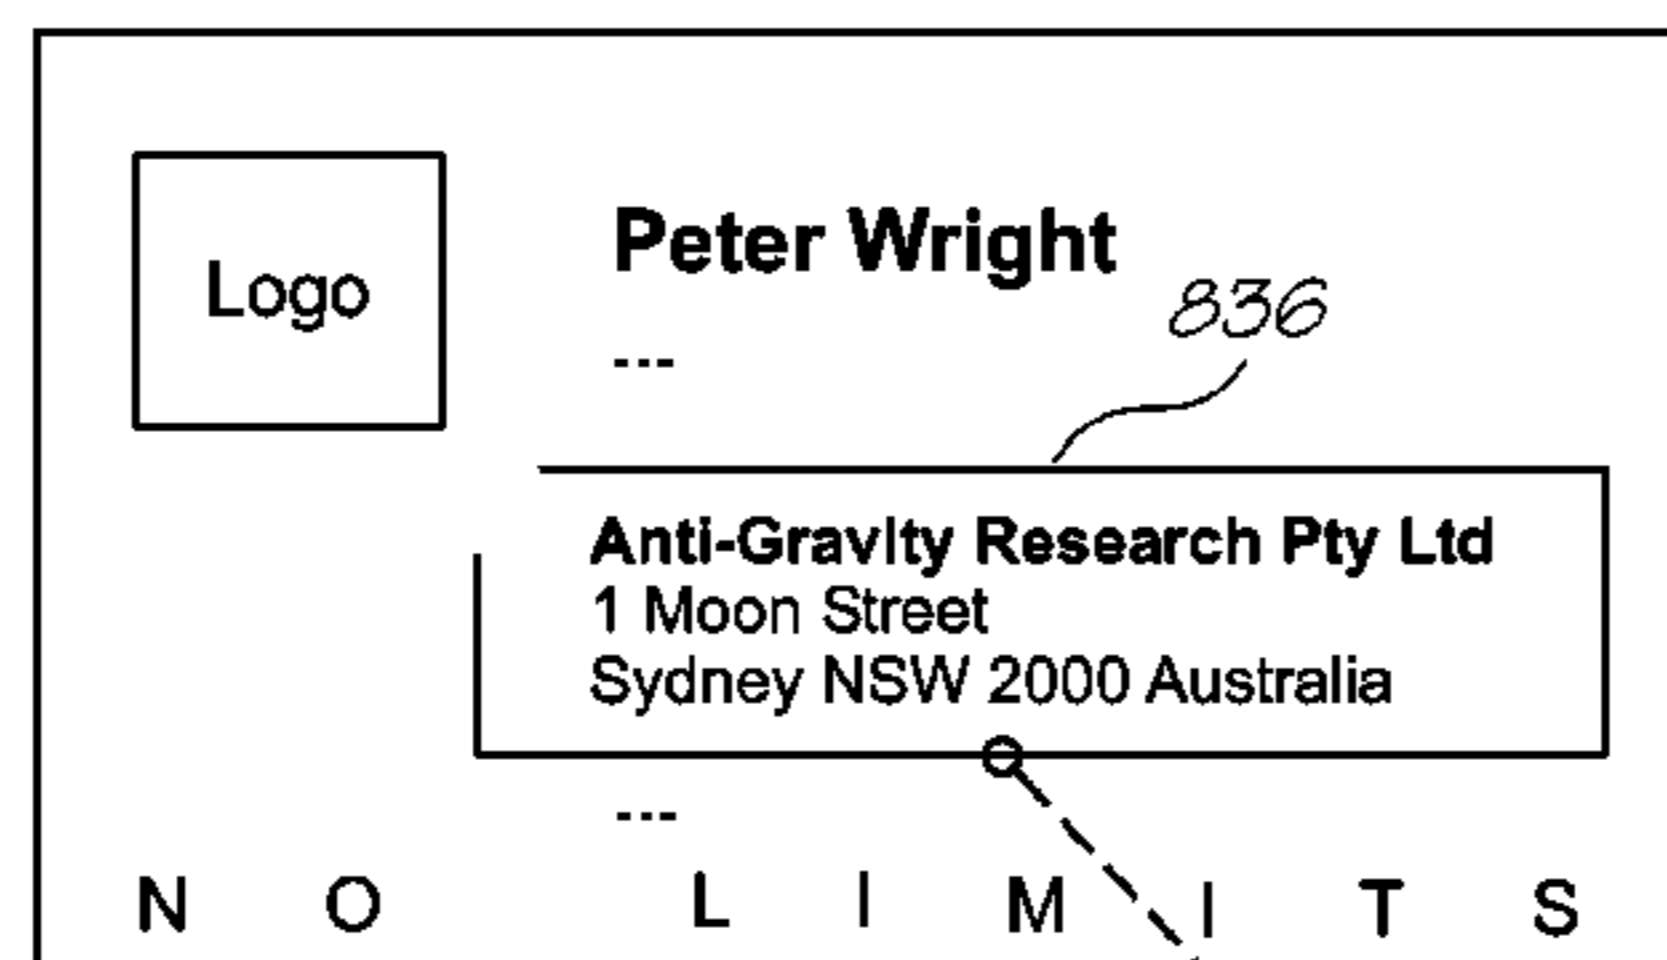 Logo
Peter Wright
836
---
Anti-Gravity Research Pty Ltd
1 Moon Street
Sydney NSW 2000 Australia
---
N O L I M I T S